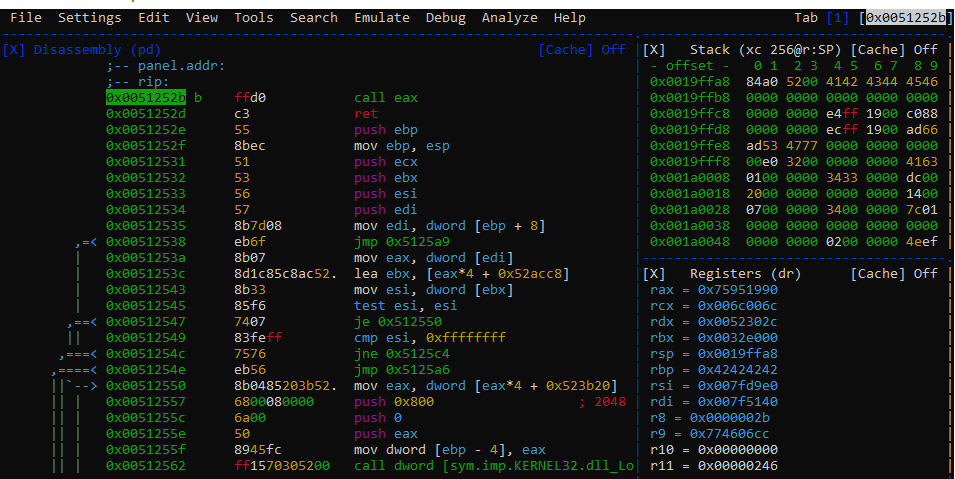 File Settings Edit View Tools Search Emulate Debug Analyze Help Tab [1] [0x0051252b]
[X] Disassembly (pd) [Cache] Off
;-- panel.addr:
;-- rip:
0x0051252b b ffd0 call eax
0x0051252d c3 ret
0x0051252e 55 push ebp
0x0051252f 8bec mov ebp, esp
0x00512531 51 push ecx
0x00512532 53 push ebx
0x00512533 56 push esi
0x00512534 57 push edi
0x00512535 8b7d08 mov edi, dword [ebp + 8]
,=< 0x00512538 eb6f jmp 0x5125a9
| 0x0051253a 8b07 mov eax, dword [edi]
| 0x0051253c 8d1c85c8ac52. lea ebx, [eax*4 + 0x52acc8]
| 0x00512543 8b33 mov esi, dword [ebx]
| 0x00512545 85f6 test esi, esi
,==< 0x00512547 7407 je 0x512550
|| 0x00512549 83feff cmp esi, 0xffffffff
,===< 0x0051254c 7576 jne 0x5125c4
,====< 0x0051254e eb56 jmp 0x5125a6
||`--> 0x00512550 8b0485203b52. mov eax, dword [eax*4 + 0x523b20]
|| | 0x00512557 6800080000 push 0x800 ; 2048
|| | 0x0051255c 6a00 push 0
|| | 0x0051255e 50 push eax
|| | 0x0051255f 8945fc mov dword [ebp - 4], eax
|| | 0x00512562 ff1570305200 call dword [sym.imp.KERNEL32.dll_Lo
[X] Stack (xc 256@r:SP) [Cache] Off
- offset - 0 1 2 3 4 5 6 7 8 9
0x0019ffa8 84a0 5200 4142 4344 4546
0x0019ffb8 0000 0000 0000 0000 0000
0x0019ffc8 0000 0000 e4ff 1900 c088
0x0019ffd8 0000 0000 ecff 1900 ad66
0x0019ffe8 ad53 4777 0000 0000 0000
0x0019fff8 00e0 3200 0000 0000 4163
0x001a0008 0100 0000 3433 0000 dc00
0x001a0018 2000 0000 0000 0000 1400
0x001a0028 0700 0000 3400 0000 7c01
0x001a0038 0000 0000 0000 0000 0000
0x001a0048 0000 0000 0200 0000 4eef
[X] Registers (dr) [Cache] Off
rax = 0x75951990
rcx = 0x006c006c
rdx = 0x0052302c
rbx = 0x0032e000
rsp = 0x0019ffa8
rbp = 0x42424242
rsi = 0x007fd9e0
rdi = 0x007f5140
r8 = 0x0000002b
r9 = 0x774606cc
r10 = 0x00000000
r11 = 0x00000246